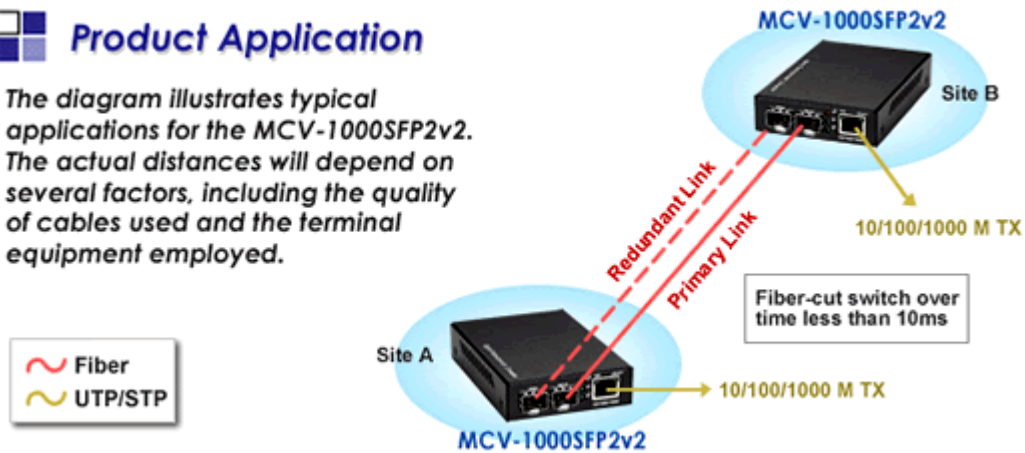 Product Application
The diagram illustrates typical
applications for the MCV-1000SFP2v2.
The actual distances will depend on
several factors, including the quality
of cables used and the terminal
equipment employed.
MCV-1000SFP2v2
Site B
10/100/1000 M TX
Redundant Link
Primary Link
Fiber-cut switch over
time less than 10ms
Fiber
UTP/STP
Site A
10/100/1000 M TX
MCV-1000SFP2v2